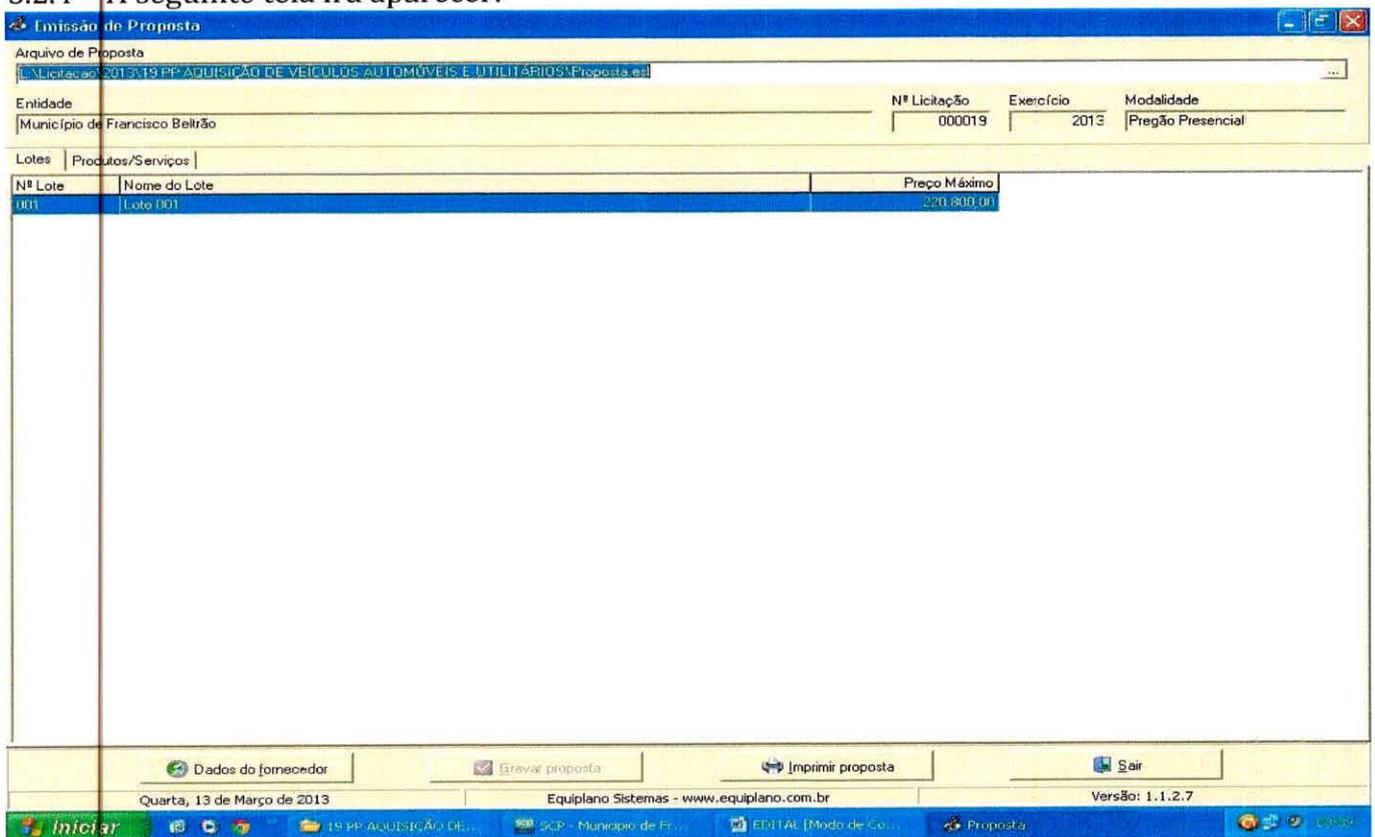 A seguinte tela irá aparecer:
Emissão de Proposta
Arquivo de Proposta
\Licitacao\2013\19 PP AQUISIÇÃO DE VEÍCULOS AUTOMÓVEIS E UTILITÁRIOS\Proposta.esl
...
Entidade
Nº Licitação
Exercício
Modalidade
Município de Francisco Beltrão
000019
2013
Pregão Presencial
Lotes
Produtos/Serviços
Nº Lote
Nome do Lote
Preço Máximo
001
Lote 001
220.800,00
Dados do fornecedor
Gravar proposta
Imprimir proposta
Sair
Quarta, 13 de Março de 2013
Equiplano Sistemas - www.equiplano.com.br
Versão: 1.1.2.7
Iniciar
19 PP AQUISIÇÃO DE...
SCP - Municipio de Fr...
EDITAL [Modo de Co...
Proposta